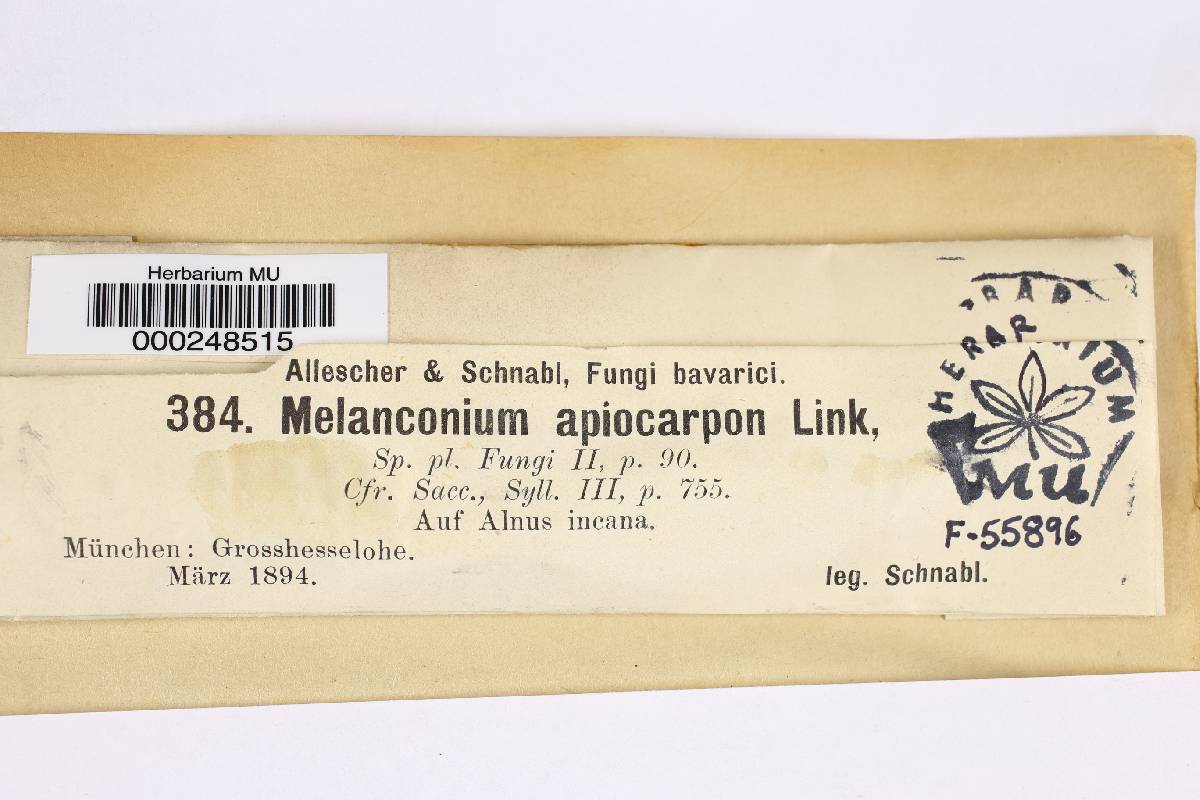 Herbarium MU
000248515
HERBARIUM
MU
F-55896
Allescher & Schnabl, Fungi bavarici.
384. Melanconium apiocarpon Link,
Sp. pl. Fungi II, p. 90.
Cfr. Sacc., Syll. III, p. 755.
Auf Alnus incana.
München: Grosshesselohe.
März 1894.
leg. Schnabl.